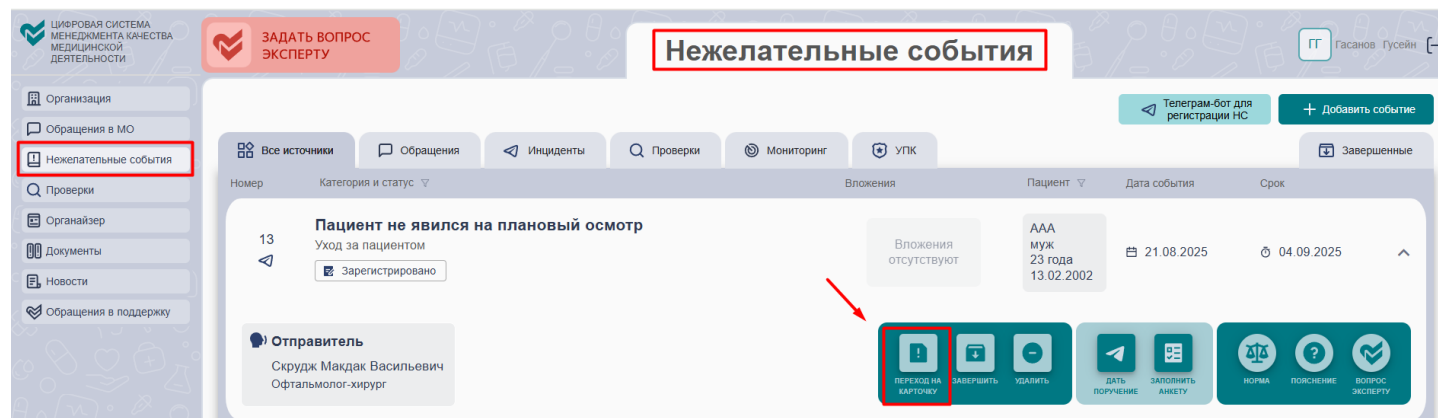 ЦИФРОВАЯ СИСТЕМА
МЕНЕДЖМЕНТА КАЧЕСТВА
МЕДИЦИНСКОЙ
ДЕЯТЕЛЬНОСТИ
ЗАДАТЬ ВОПРОС
ЭКСПЕРТУ
Нежелательные события
ГГ Гасанов Гусейн
Организация
Обращения в МО
Нежелательные события
Проверки
Органайзер
Документы
Новости
Обращения в поддержку
Телеграм-бот для
регистрации НС
+ Добавить событие
Все источники Обращения Инциденты Проверки Мониторинг УПК Завершенные
Номер Категория и статус Вложения Пациент Дата события Срок
13
Пациент не явился на плановый осмотр
Уход за пациентом
Зарегистрировано
Вложения
отсутствуют
ААА
муж
23 года
13.02.2002
21.08.2025
04.09.2025
Отправитель
Скрудж Макдак Васильевич
Офтальмолог-хирург
ПЕРЕХОД НА
КАРТОЧКУ
ЗАВЕРШИТЬ
УДАЛИТЬ
ДАТЬ
ПОРУЧЕНИЕ
ЗАПОЛНИТЬ
АНКЕТУ
НОРМА
ПОЯСНЕНИЕ
ВОПРОС
ЭКСПЕРТУ